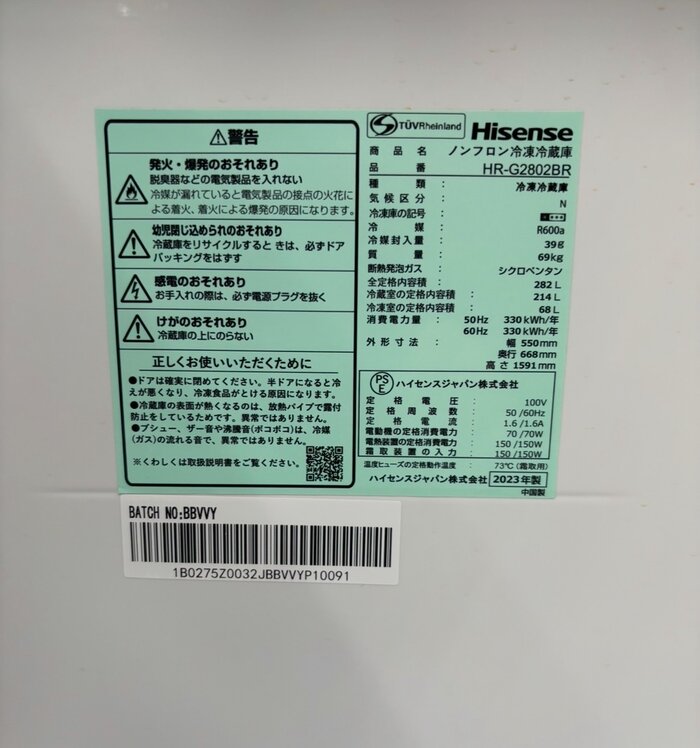 ⚠警告
発火・爆発のおそれあり
脱臭器などの電気製品を入れない
冷媒が漏れていると電気製品の接点の火花に
よる着火、着火による爆発の原因になります。
幼児閉じ込められのおそれあり
冷蔵庫をリサイクルするときは、必ずドア
パッキングをはずす
感電のおそれあり
お手入れの際は、必ず電源プラグを抜く
けがのおそれあり
冷蔵庫の上にのらない
正しくお使いいただくために
●ドアは確実に閉めてください。半ドアになると冷
えが悪くなり、冷凍食品がとける原因になります。
●冷蔵庫の表面が熱くなるのは、放熱パイプで露付
防止をしているためです。異常ではありません。
●プシュー、ザー音や沸騰音(ボコボコ)は、冷媒
(ガス)の流れる音で、異常ではありません。
※くわしくは取扱説明書をご覧ください。
TÜVRheinland Hisense
商品名 ノンフロン冷凍冷蔵庫
品番 HR-G2802BR
種類 : 冷凍冷蔵庫
気候区分 : N
冷凍庫の記号 :
冷媒 : R600a
冷媒封入量 : 39g
質量 : 69kg
断熱発泡ガス : シクロペンタン
全定格内容積 : 282 L
冷蔵室の定格内容積 : 214 L
冷凍室の定格内容積 : 68 L
消費電力量 : 50Hz 330 kWh/年
60Hz 330 kWh/年
外形寸法 : 幅 550mm
奥行 668mm
高さ 1591mm
PS
E ハイセンスジャパン株式会社
定格電圧 : 100V
定格周波数 : 50 /60Hz
定格電流 : 1.6 /1.6A
電動機の定格消費電力 : 70 /70W
電熱装置の定格消費電力 : 150 /150W
霜取装置の入力 : 150 /150W
温度ヒューズの定格動作温度 : 73℃ (霜取用)
ハイセンスジャパン株式会社 2023年製
中国製
BATCH NO:BBVVY
1B0275Z0032JBBVVYP10091